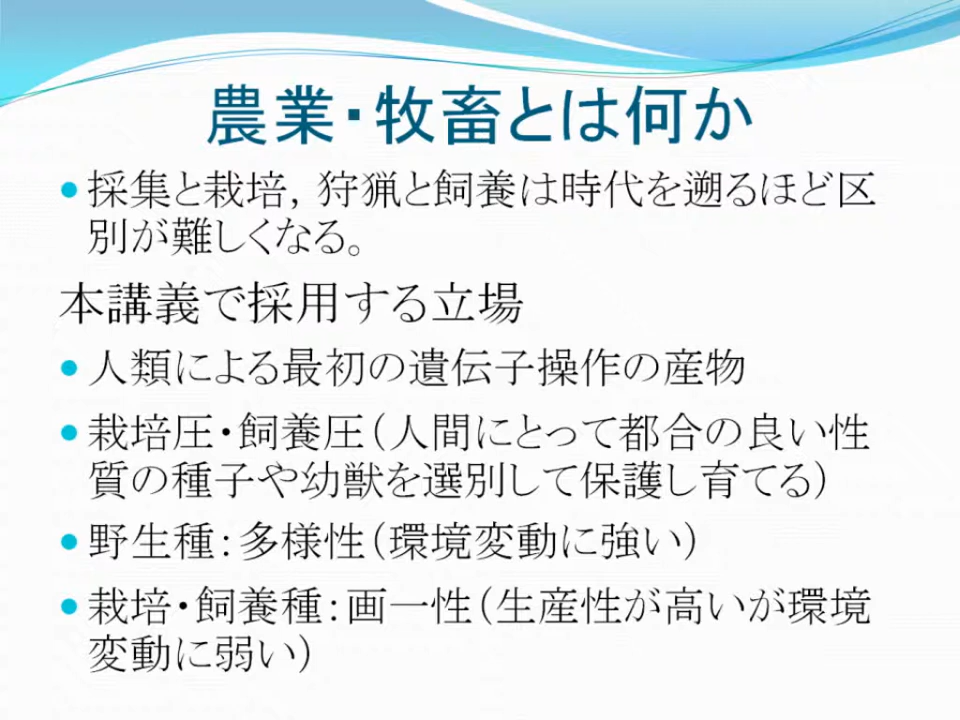 農業・牧畜とは何か
• 採集と栽培，狩猟と飼養は時代を遡るほど区
別が難しくなる。
本講義で採用する立場
• 人類による最初の遺伝子操作の産物
• 栽培圧・飼養圧（人間にとって都合の良い性
質の種子や幼獣を選別して保護し育てる）
• 野生種：多様性（環境変動に強い）
• 栽培・飼養種：画一性（生産性が高いが環境
変動に弱い）